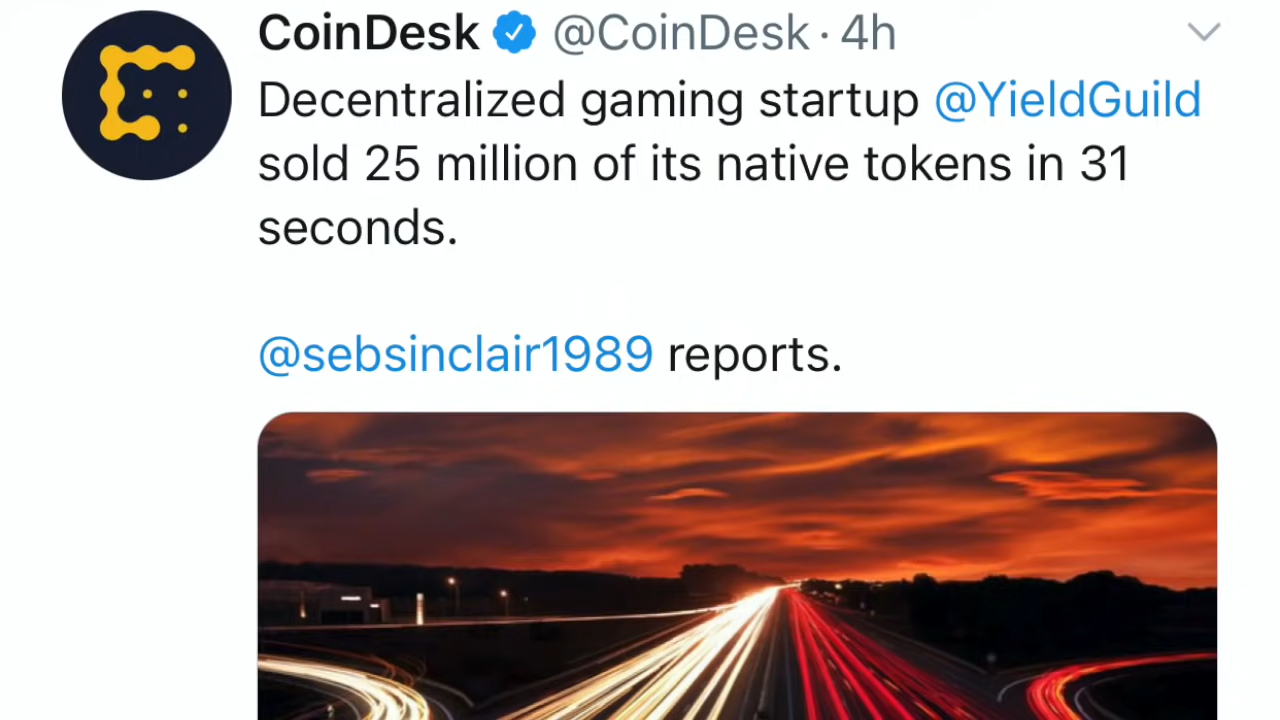 CoinDesk @CoinDesk · 4h
Decentralized gaming startup @YieldGuild
sold 25 million of its native tokens in 31
seconds.
@sebsinclair1989 reports.